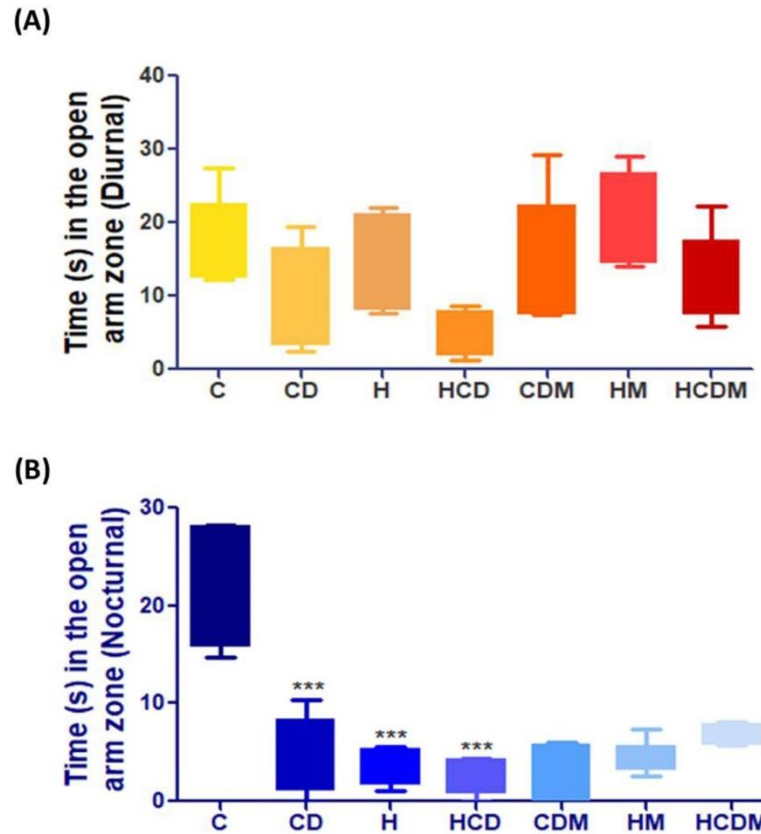 (A)
Time (s) in the open
arm zone (Diurnal)
40
30
20
10
0
C CD H HCD CDM HM HCDM
(B)
Time (s) in the open
arm zone (Nocturnal)
30
20
10
0
***
***
***
C CD H HCD CDM HM HCDM